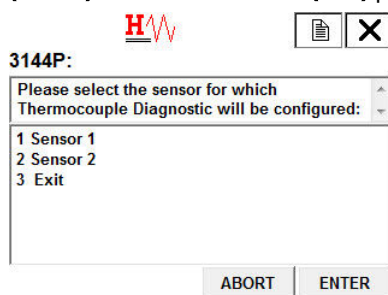 H
3144P:
Please select the sensor for which
Thermocouple Diagnostic will be configured:
1 Sensor 1
2 Sensor 2
3 Exit
ABORT ENTER